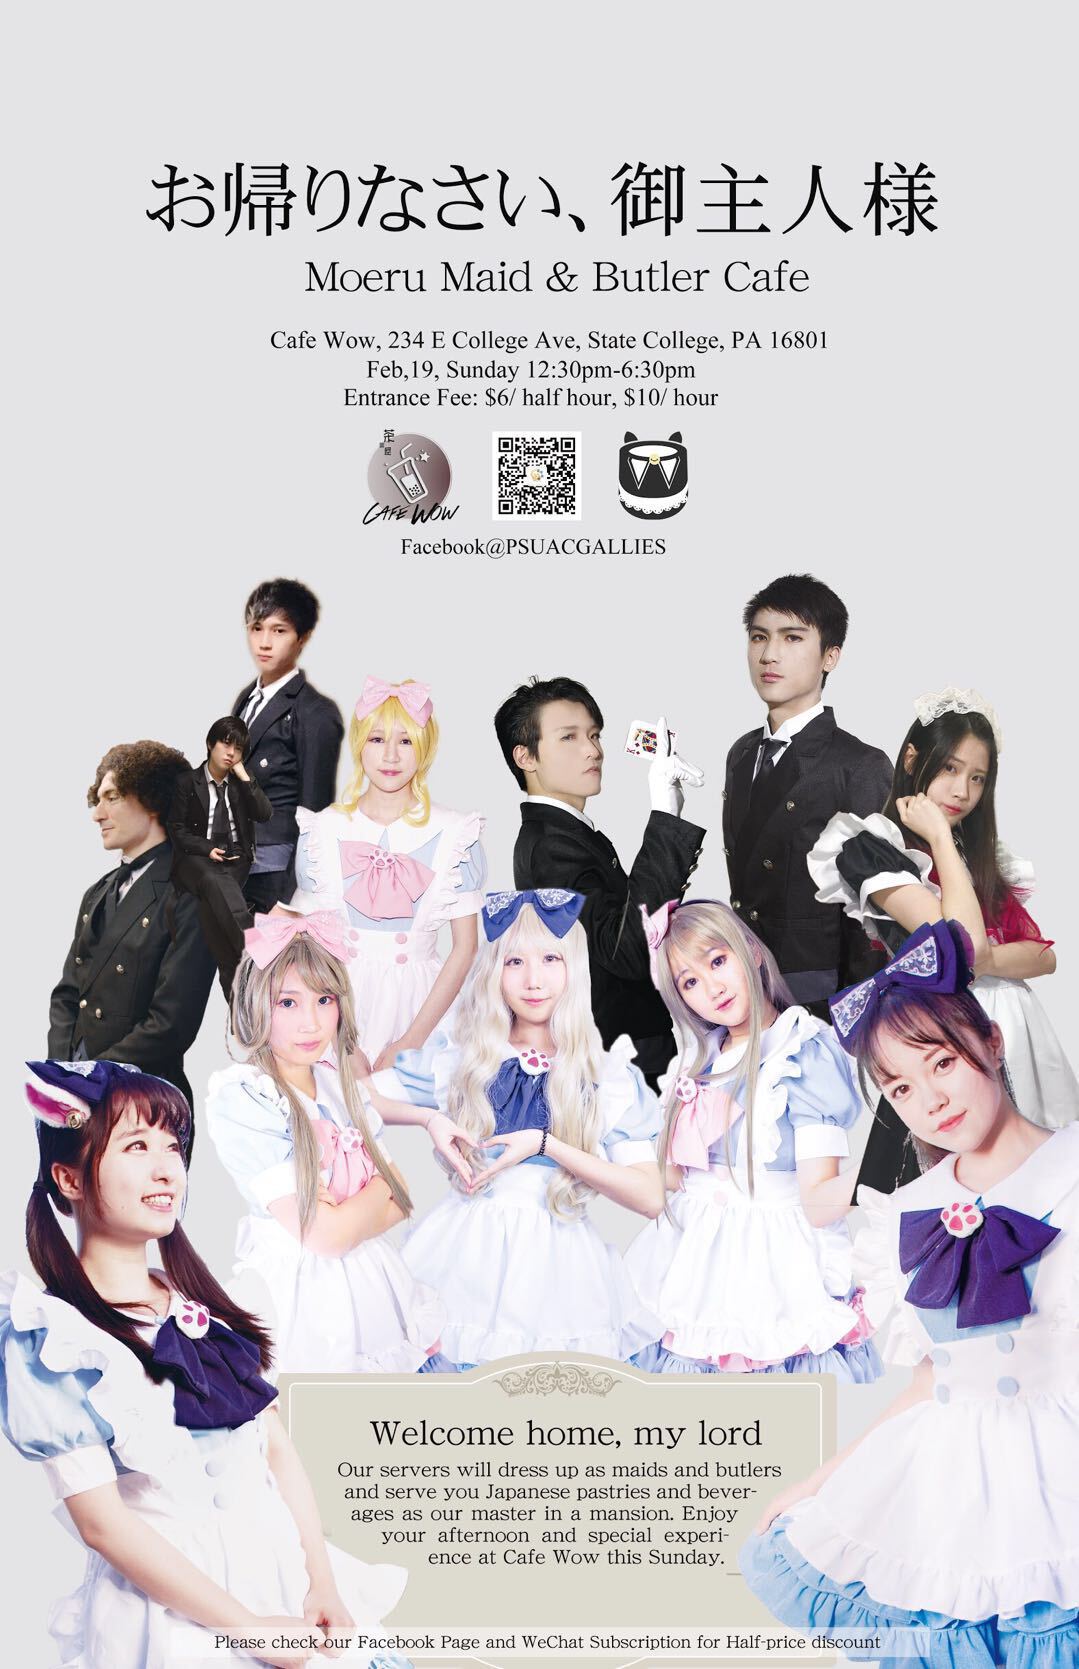 お帰りなさい、御主人様
Moeru Maid & Butler Cafe
Cafe Wow, 234 E College Ave, State College, PA 16801
Feb,19, Sunday 12:30pm-6:30pm
Entrance Fee: $6/ half hour, $10/ hour
CAFE WOW
Facebook@PSUACGALLIES
Welcome home, my lord
Our servers will dress up as maids and butlers
and serve you Japanese pastries and bever-
ages as our master in a mansion. Enjoy
your afternoon and special experi-
ence at Cafe Wow this Sunday.
Please check our Facebook Page and WeChat Subscription for Half-price discount